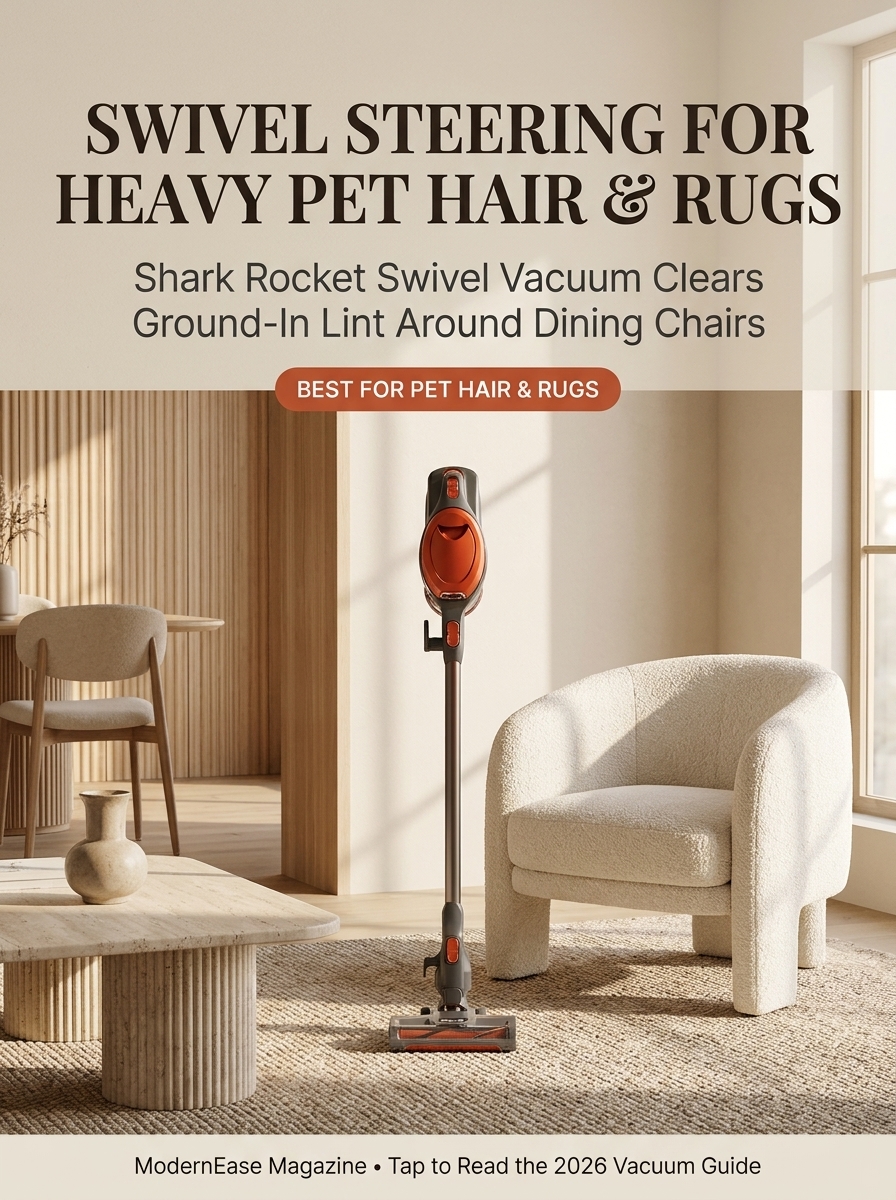 SWIVEL STEERING FOR
HEAVY PET HAIR & RUGS
Shark Rocket Swivel Vacuum Clears
Ground-In Lint Around Dining Chairs
BEST FOR PET HAIR & RUGS
ModernEase Magazine • Tap to Read the 2026 Vacuum Guide